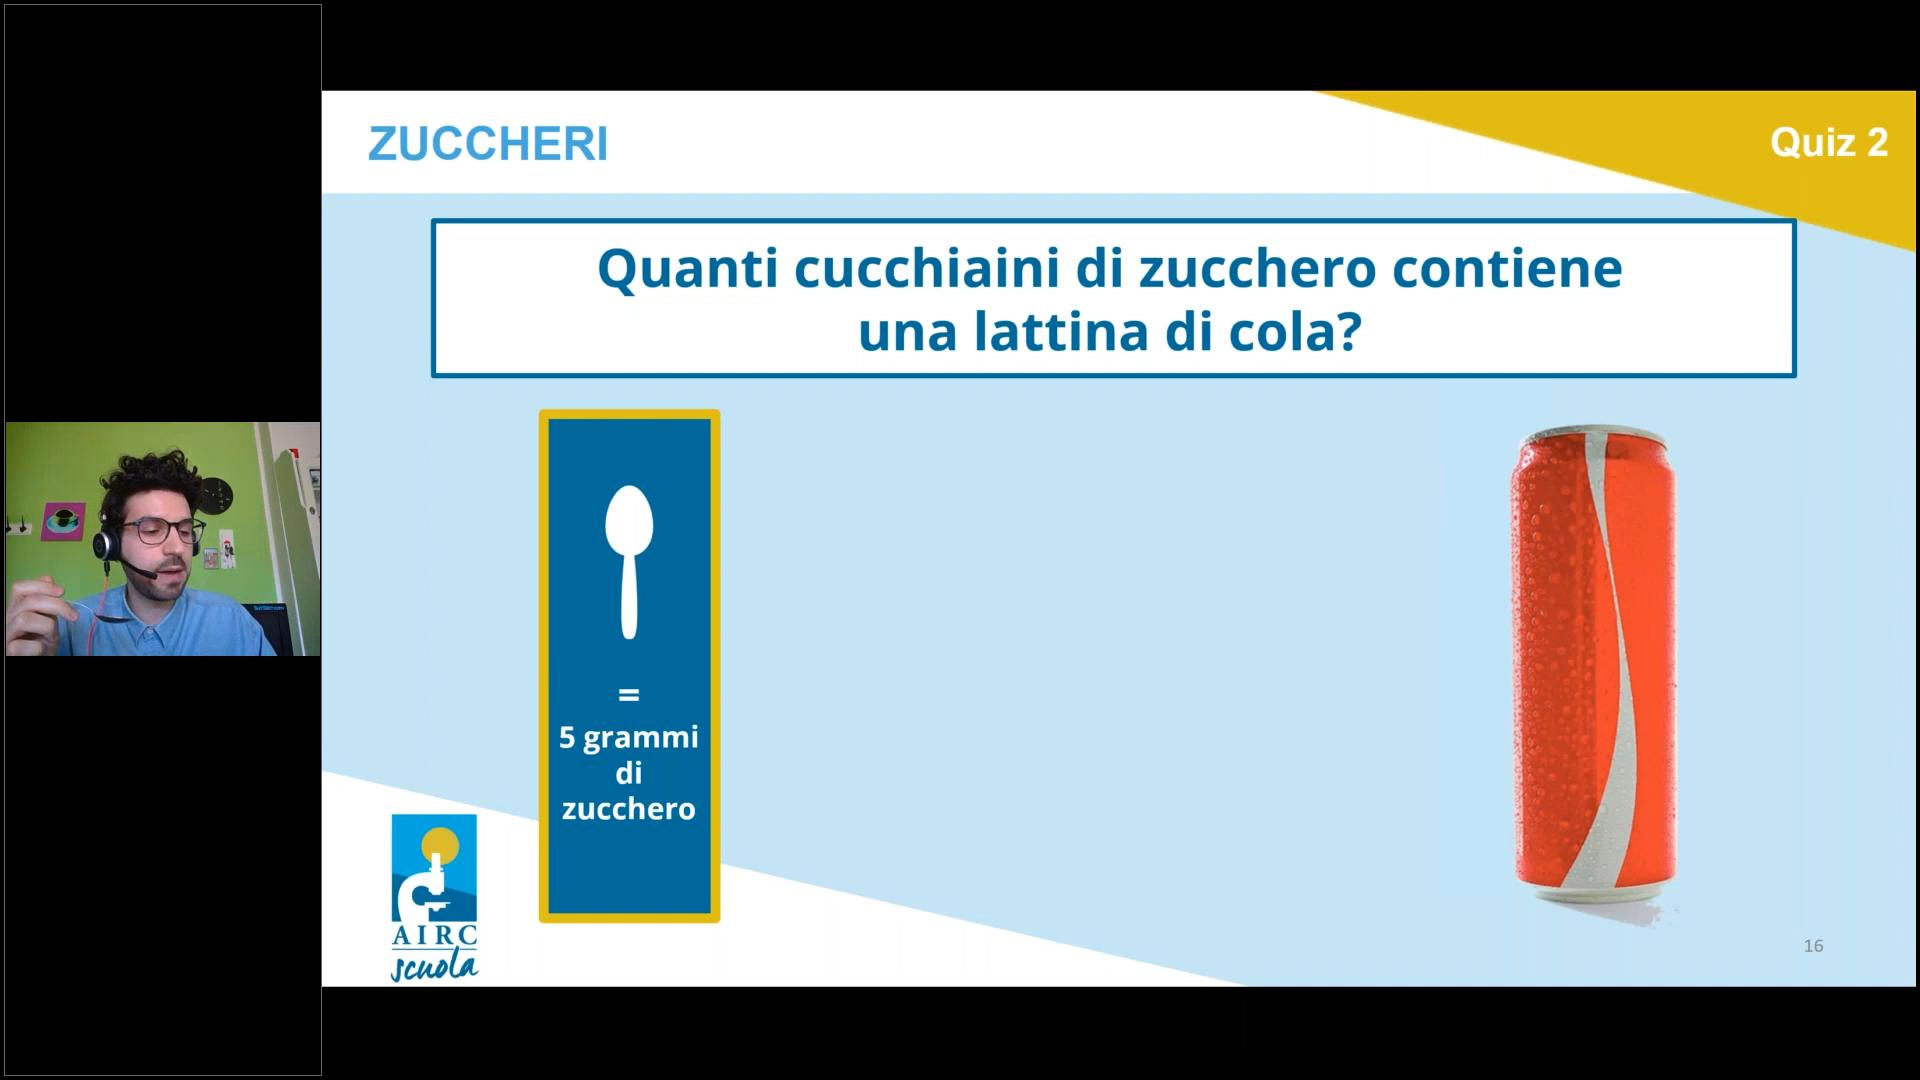 ZUCCHERI
Quiz 2
Quanti cucchiaini di zucchero contiene
una lattina di cola?
=
5 grammi
di
zucchero
AIRC
scuola
16